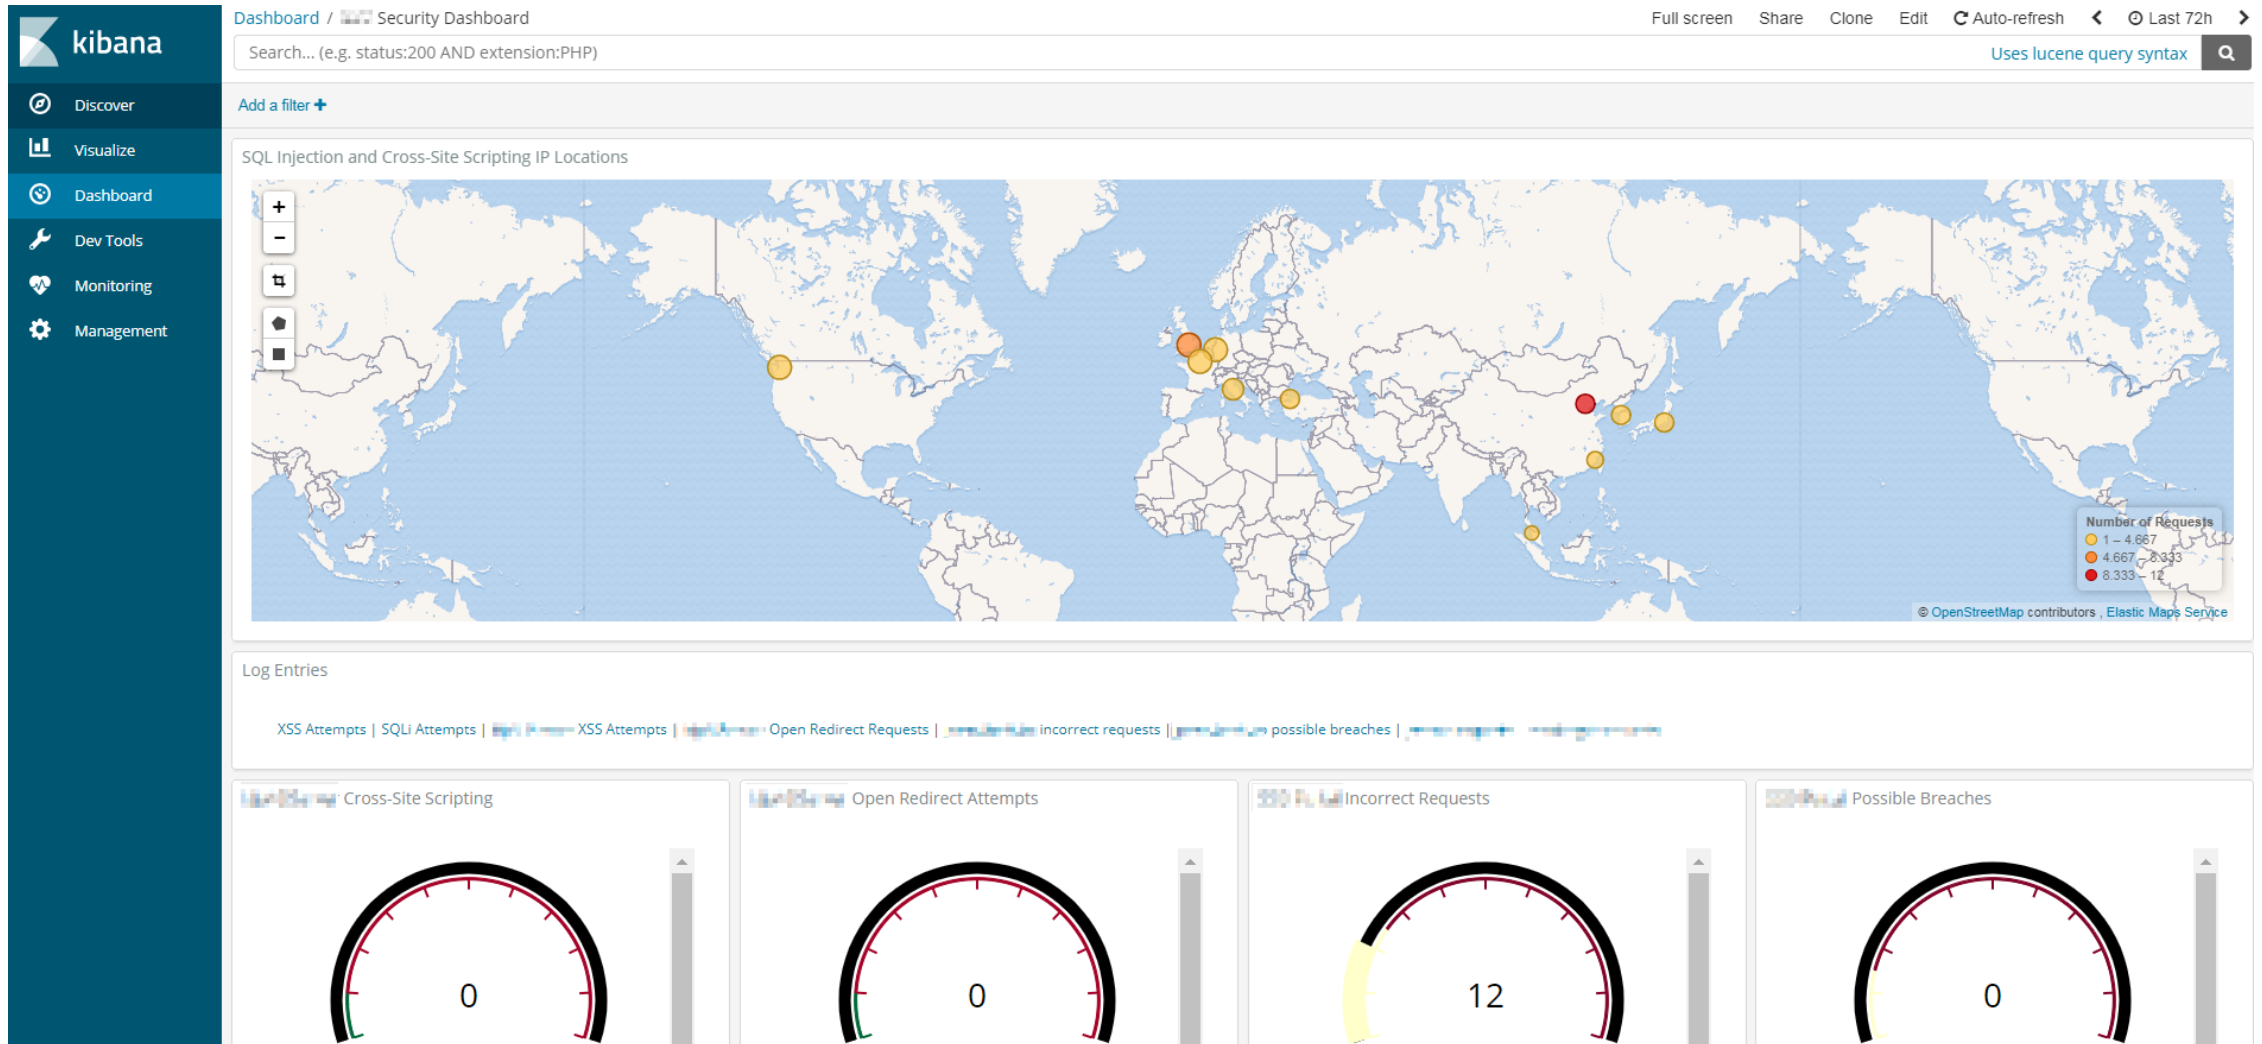 kibana
Dashboard / Security Dashboard
Full screen Share Clone Edit Auto-refresh Last 72h
Search... (e.g. status:200 AND extension:PHP)
Uses lucene query syntax
Discover
Visualize
Dashboard
Dev Tools
Monitoring
Management
Add a filter +
SQL Injection and Cross-Site Scripting IP Locations
+
−
Number of Requests
1 – 4.667
4.667 – 8.333
8.333 – 12
© OpenStreetMap contributors , Elastic Maps Service
Log Entries
XSS Attempts | SQLi Attempts | XSS Attempts | Open Redirect Requests | incorrect requests | possible breaches |
Cross-Site Scripting
0
Open Redirect Attempts
0
Incorrect Requests
12
Possible Breaches
0